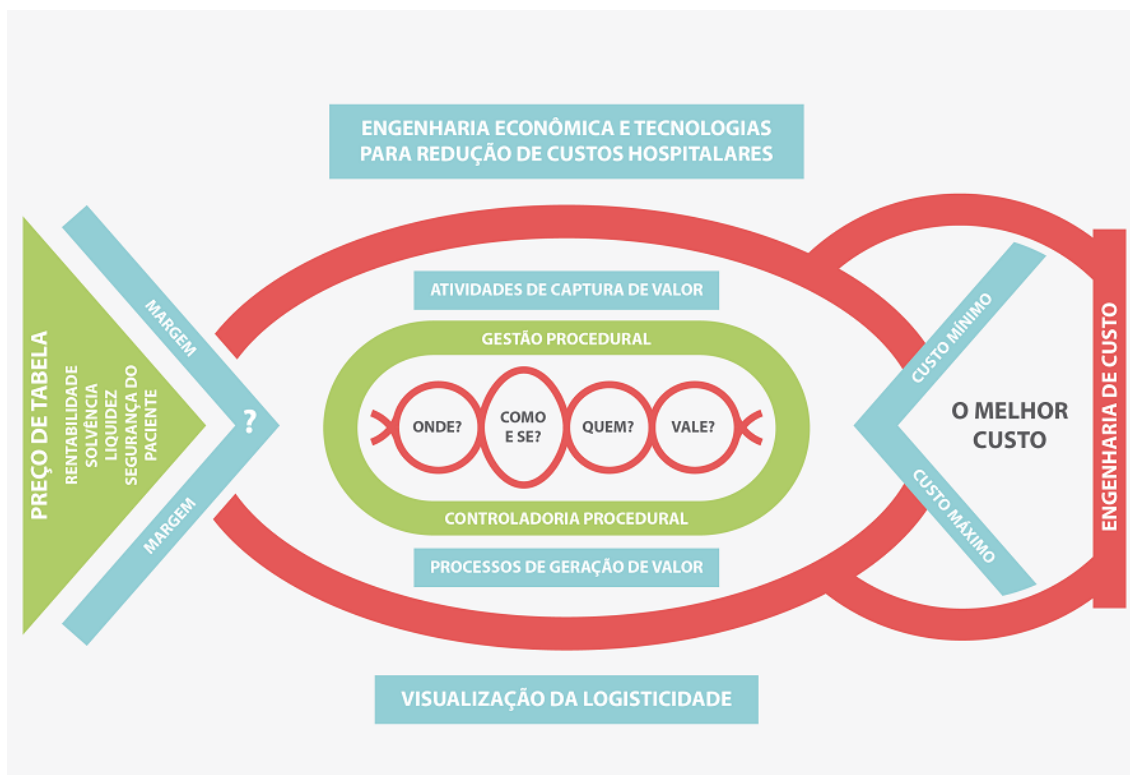 ENGENHARIA ECONÔMICA E TECNOLOGIAS
PARA REDUÇÃO DE CUSTOS HOSPITALARES
PREÇO DE TABELA
RENTABILIDADE
SOLVÊNCIA
LIQUIDEZ
SEGURANÇA DO
PACIENTE
MARGEM
?
MARGEM
ATIVIDADES DE CAPTURA DE VALOR
GESTÃO PROCEDURAL
ONDE?
COMO
E SE?
QUEM?
VALE?
CONTROLADORIA PROCEDURAL
PROCESSOS DE GERAÇÃO DE VALOR
CUSTO MÍNIMO
O MELHOR
CUSTO
CUSTO MÁXIMO
ENGENHARIA DE CUSTO
VISUALIZAÇÃO DA LOGISTICIDADE